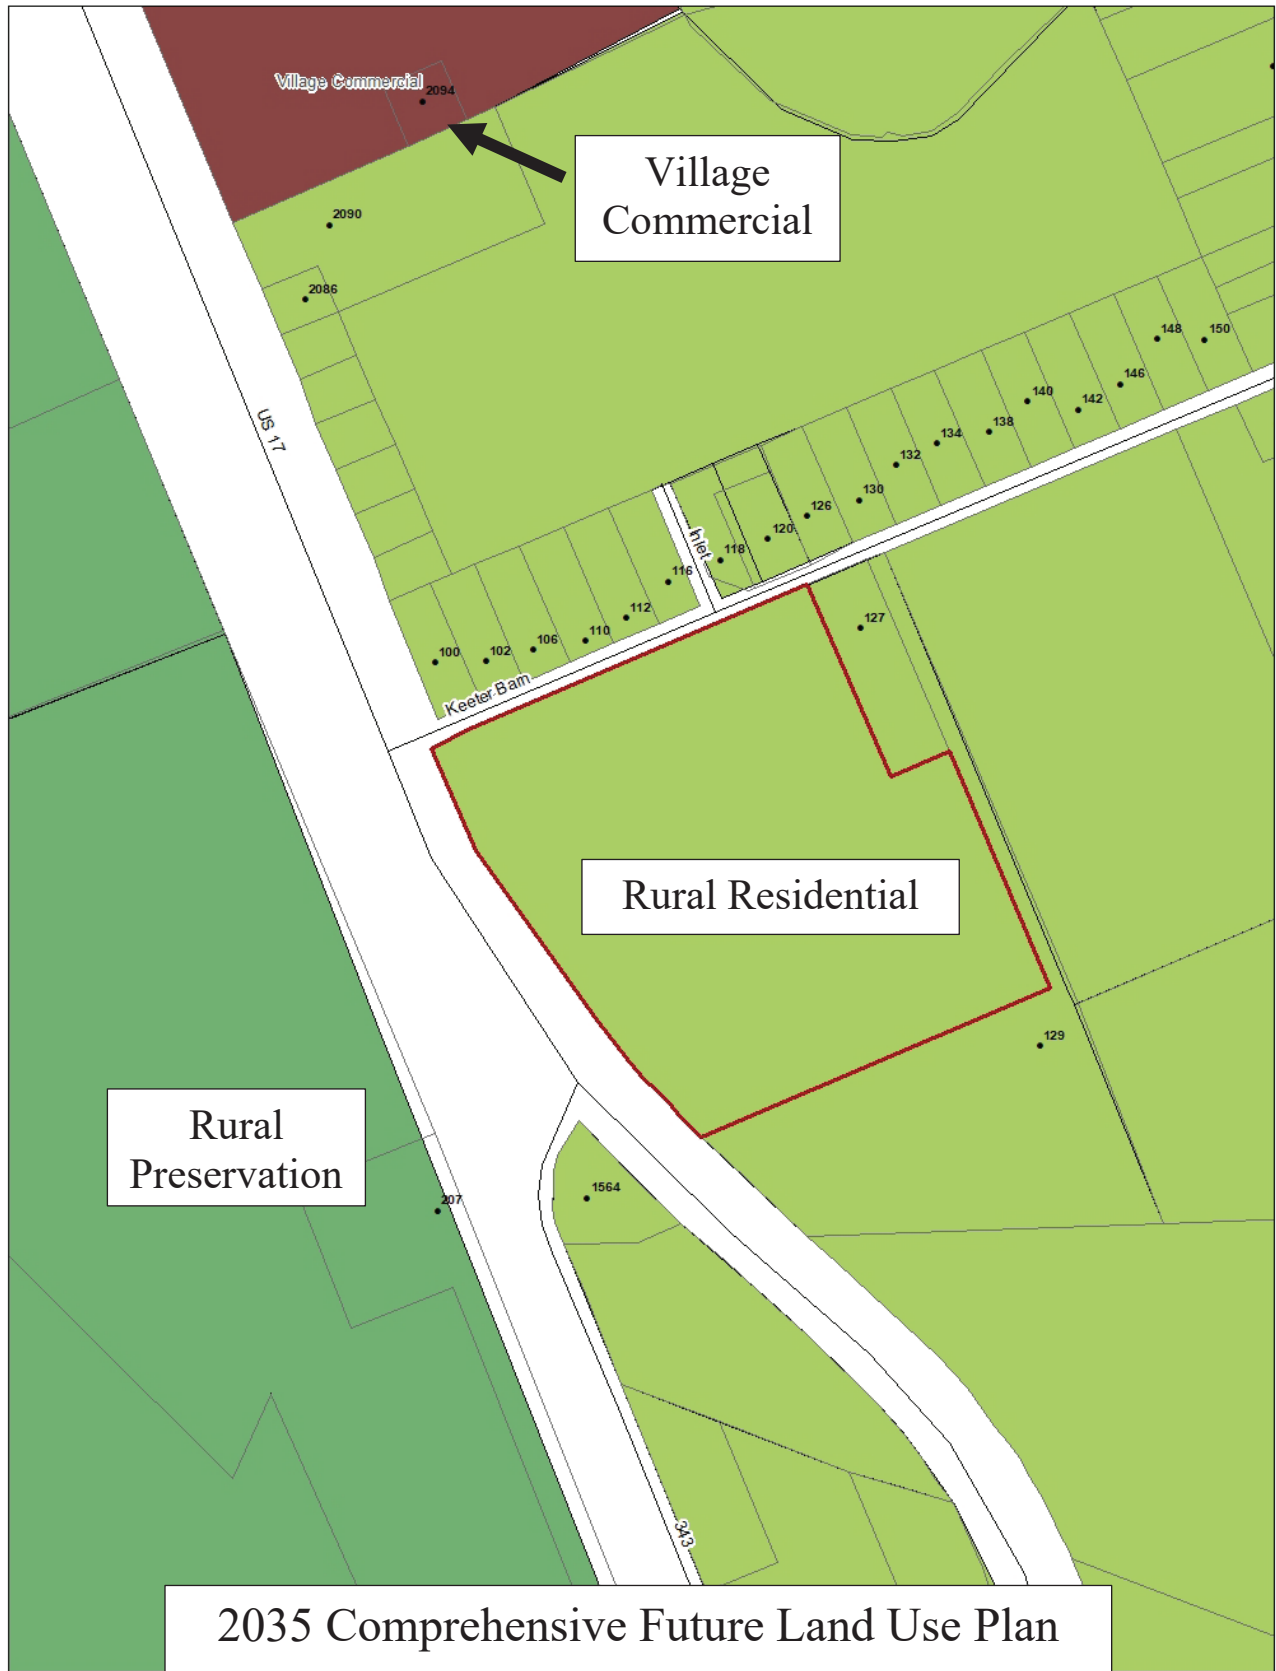 Village Commercial
2094
Village
Commercial
2090
2086
148
150
146
140
142
138
134
US 17
132
130
126
120
Inlet
118
116
127
112
110
106
100
102
Keeter Barn
Rural Residential
129
Rural
Preservation
207
1564
343
2035 Comprehensive Future Land Use Plan